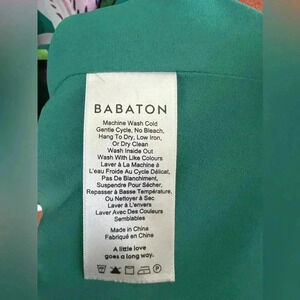 BABATON
Machine Wash Cold
Gentle Cycle, No Bleach,
Hang To Dry, Low Iron,
Or Dry Clean
Wash Inside Out
Wash With Like Colours
Laver À La Machine À
L'eau Froide Au Cycle Délicat,
Pas De Blanchiment,
Suspendre Pour Sécher,
Repasser à Basse Température,
Ou Nettoyer à Sec
Laver à L'envers
Laver Avec Des Couleurs
Semblables
Made in China
Fabriqué en Chine
A little love
goes a long way.